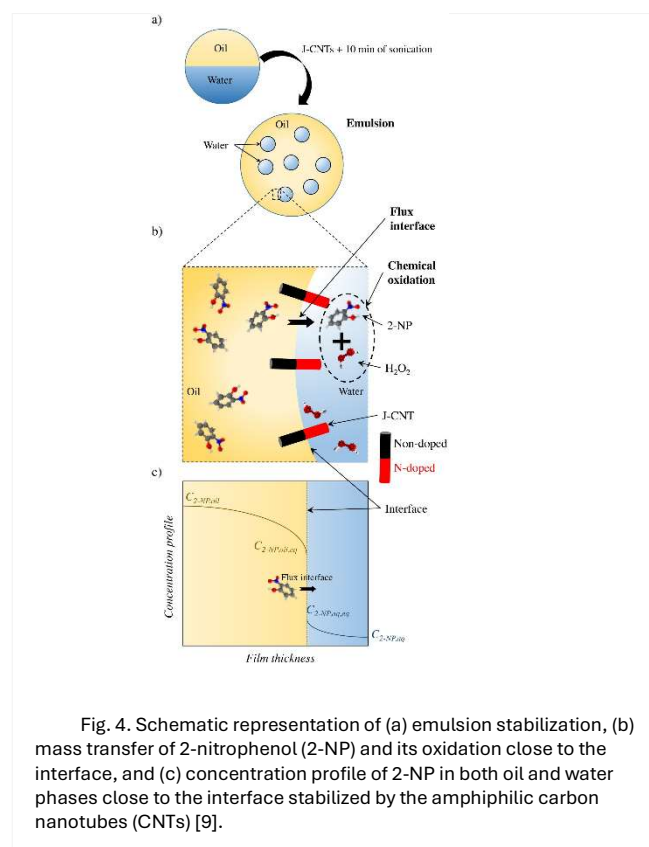 a)
Oil
Water
J-CNTs + 10 min of sonication
Oil
Emulsion
Water
Flux
interface
b)
Chemical
oxidation
2-NP
+
H₂O₂
Oil
Water
J-CNT
Non-doped
N-doped
c)
Interface
C₂₋NP,oil
C₂₋NP,oil,eq
Flux interface
C₂₋NP,aq,eq
C₂₋NP,aq
Concentration profile
Film thickness
Fig. 4. Schematic representation of (a) emulsion stabilization, (b)
mass transfer of 2-nitrophenol (2-NP) and its oxidation close to the
interface, and (c) concentration profile of 2-NP in both oil and water
phases close to the interface stabilized by the amphiphilic carbon
nanotubes (CNTs) [9].